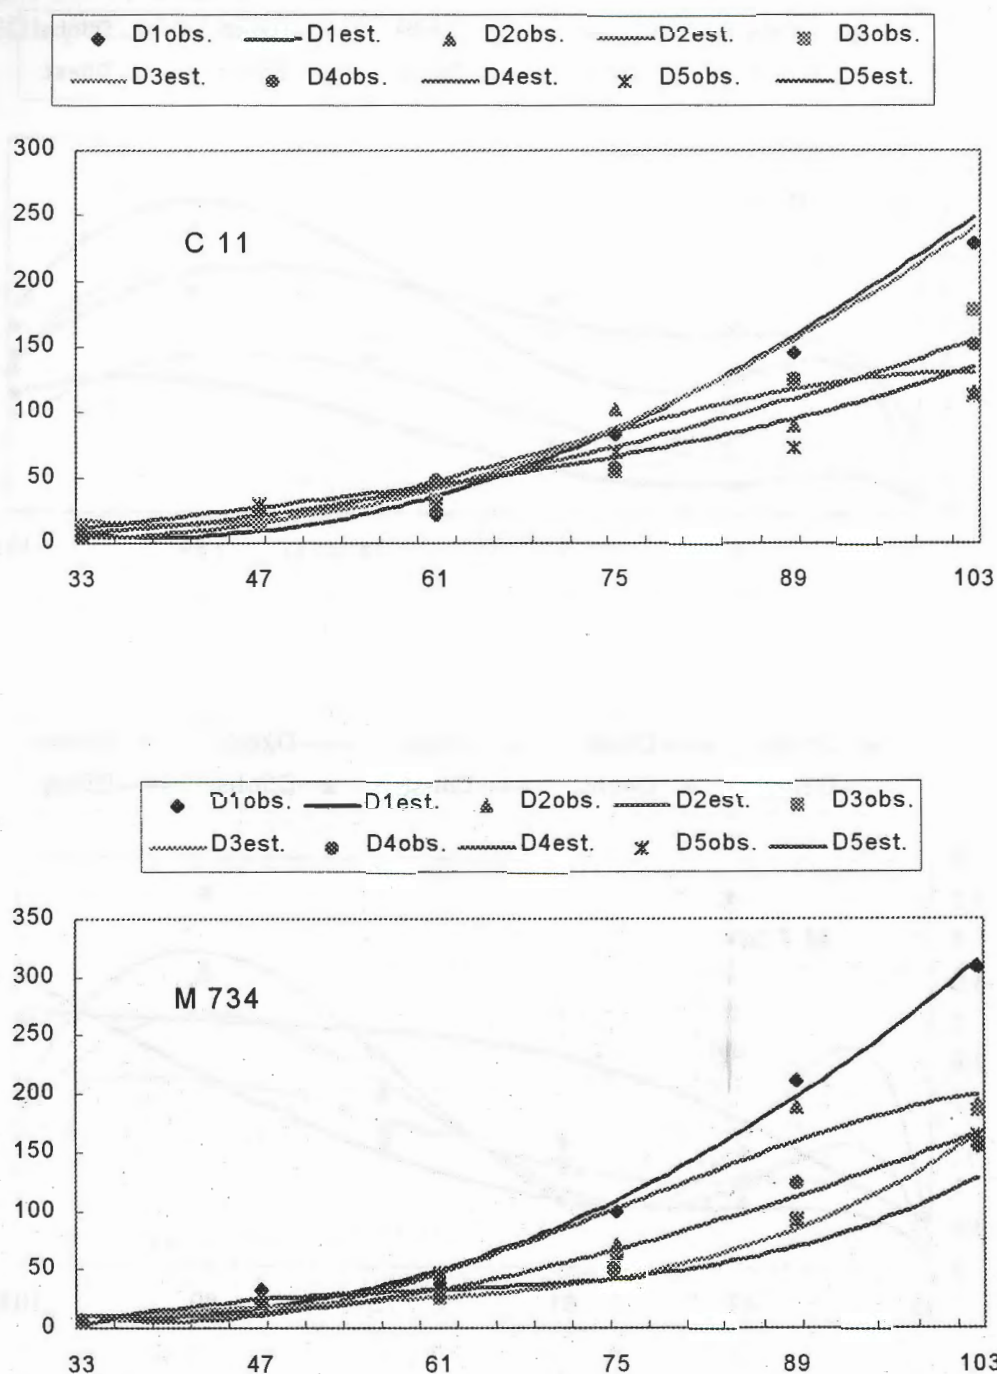 D1obs. D1est. D2obs. D2est. D3obs.
D3est. D4obs. D4est. D5obs. D5est.
300
250
C 11
200
150
100
50
0
33 47 61 75 89 103
D1obs. D1est. D2obs. D2est. D3obs.
D3est. D4obs. D4est. D5obs. D5est.
350
300
M 734
250
200
150
100
50
0
33 47 61 75 89 103